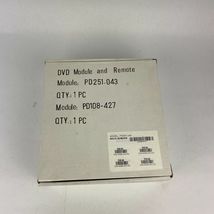 DVD Module and Remote
Module: PD251-043
QTY:1 PC
Module: PD108-427
QTY:1 PC